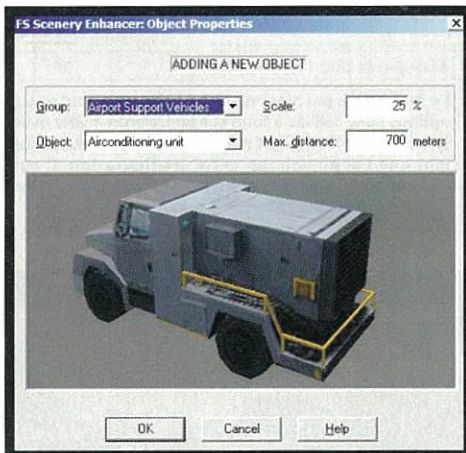 FS Scenery Enhancer: Object Properties
ADDING A NEW OBJECT
Group: Airport Support Vehicles Scale: 25 %
Object: Airconditioning unit Max. distance: 700 meters
OK Cancel Help